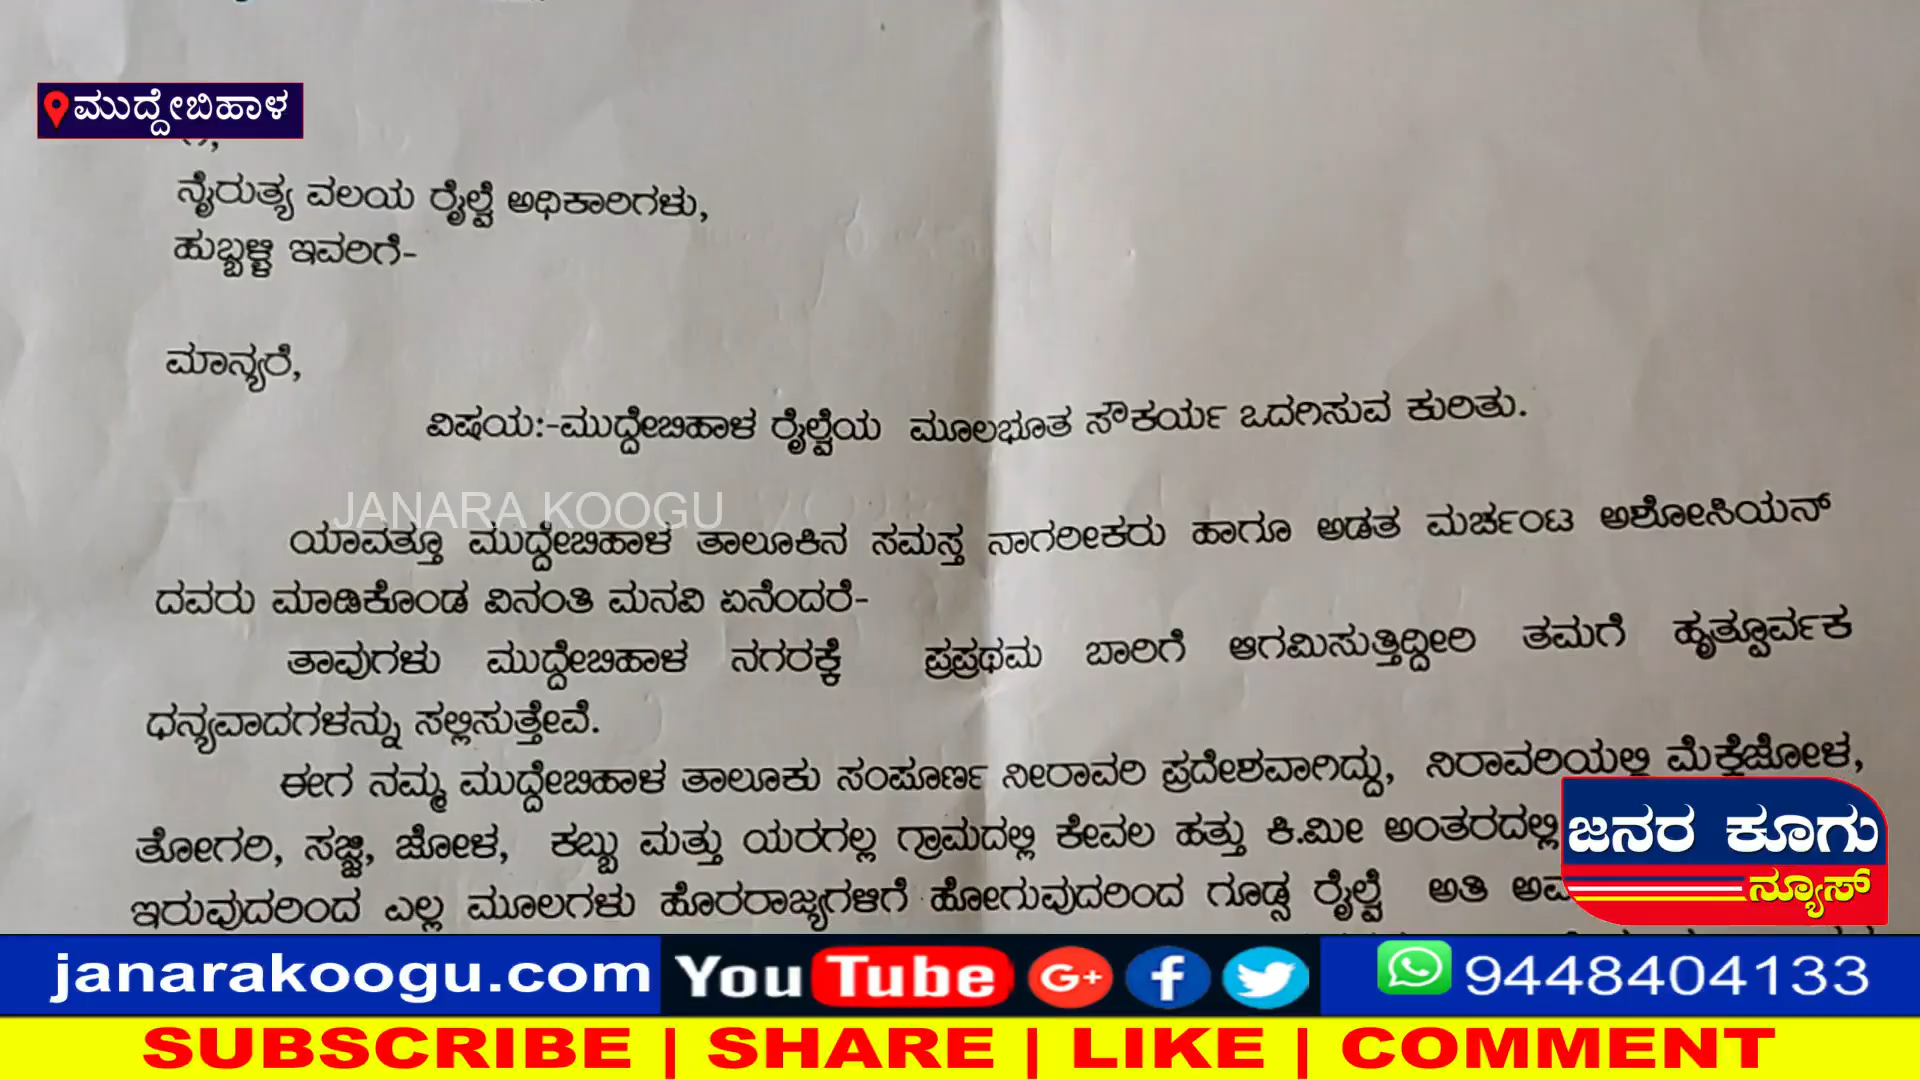 ಮುದ್ದೇಬಿಹಾಳ
ನೈರುತ್ಯ ವಲಯ ರೈಲ್ವೆ ಅಧಿಕಾರಿಗಳು,
ಹುಬ್ಬಳ್ಳಿ ಇವರಿಗೆ-
ಮಾನ್ಯರೆ,
ವಿಷಯ:-ಮುದ್ದೇಬಿಹಾಳ ರೈಲ್ವೆಯ ಮೂಲಭೂತ ಸೌಕರ್ಯ ಒದಗಿಸುವ ಕುರಿತು.
JANARA KOOGU
ಯಾವತ್ತೂ ಮುದ್ದೇಬಿಹಾಳ ತಾಲೂಕಿನ ಸಮಸ್ತ ನಾಗರೀಕರು ಹಾಗೂ ಅಡತ ಮರ್ಚಂಟ ಅಶೋಸಿಯನ್
ದವರು ಮಾಡಿಕೊಂಡ ವಿನಂತಿ ಮನವಿ ಏನೆಂದರೆ-
ತಾವುಗಳು ಮುದ್ದೇಬಿಹಾಳ ನಗರಕ್ಕೆ ಪ್ರಪ್ರಥಮ ಬಾರಿಗೆ ಆಗಮಿಸುತ್ತಿದ್ದೀರಿ ತಮಗೆ ಹೃತ್ಪೂರ್ವಕ
ಧನ್ಯವಾದಗಳನ್ನು ಸಲ್ಲಿಸುತ್ತೇವೆ.
ಈಗ ನಮ್ಮ ಮುದ್ದೇಬಿಹಾಳ ತಾಲೂಕು ಸಂಪೂರ್ಣ ನೀರಾವರಿ ಪ್ರದೇಶವಾಗಿದ್ದು, ನಿರಾವರಿಯಲ್ಲಿ ಮೆಕ್ಕೆಜೋಳ,
ತೋಗರಿ, ಸಜ್ಜಿ, ಜೋಳ, ಕಬ್ಬು ಮತ್ತು ಯರಗಲ್ಲ ಗ್ರಾಮದಲ್ಲಿ ಕೇವಲ ಹತ್ತು ಕಿ.ಮೀ ಅಂತರದಲ್ಲಿ
ಇರುವುದರಿಂದ ಎಲ್ಲ ಮೂಲಗಳು ಹೊರರಾಜ್ಯಗಳಿಗೆ ಹೋಗುವುದರಿಂದ ಗೂಡ್ಸ ರೈಲ್ವೆ ಅತಿ
ಜನರ ಕೂಗು
ನ್ಯೂಸ್
janarakoogu.com YouTube G+ f 9448404133
SUBSCRIBE | SHARE | LIKE | COMMENT